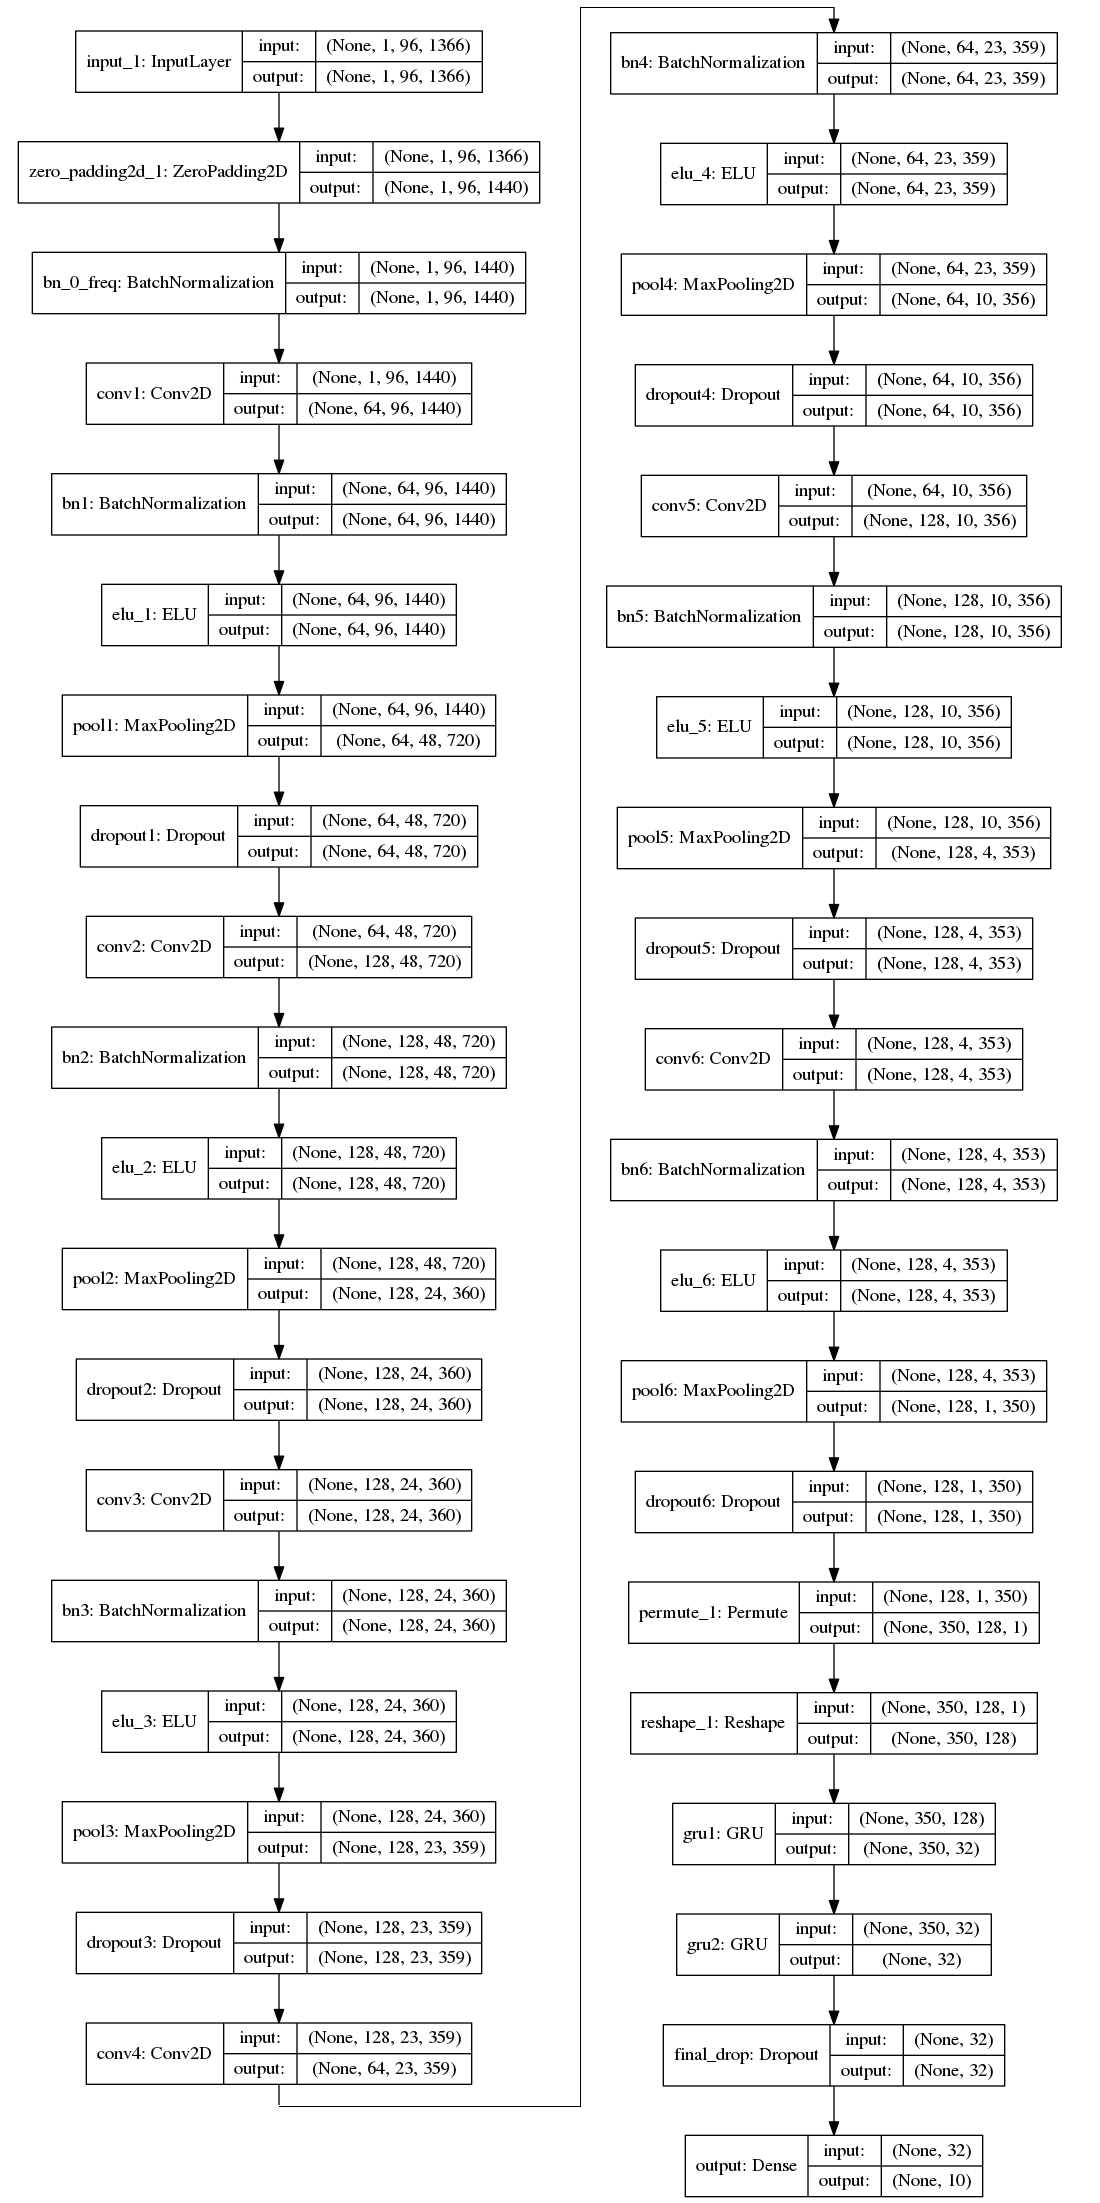 input_1: InputLayer
input: (None, 1, 96, 1366)
output: (None, 1, 96, 1366)
zero_padding2d_1: ZeroPadding2D
input: (None, 1, 96, 1366)
output: (None, 1, 96, 1440)
bn_0_freq: BatchNormalization
input: (None, 1, 96, 1440)
output: (None, 1, 96, 1440)
conv1: Conv2D
input: (None, 1, 96, 1440)
output: (None, 64, 96, 1440)
bn1: BatchNormalization
input: (None, 64, 96, 1440)
output: (None, 64, 96, 1440)
elu_1: ELU
input: (None, 64, 96, 1440)
output: (None, 64, 96, 1440)
pool1: MaxPooling2D
input: (None, 64, 96, 1440)
output: (None, 64, 48, 720)
dropout1: Dropout
input: (None, 64, 48, 720)
output: (None, 64, 48, 720)
conv2: Conv2D
input: (None, 64, 48, 720)
output: (None, 128, 48, 720)
bn2: BatchNormalization
input: (None, 128, 48, 720)
output: (None, 128, 48, 720)
elu_2: ELU
input: (None, 128, 48, 720)
output: (None, 128, 48, 720)
pool2: MaxPooling2D
input: (None, 128, 48, 720)
output: (None, 128, 24, 360)
dropout2: Dropout
input: (None, 128, 24, 360)
output: (None, 128, 24, 360)
conv3: Conv2D
input: (None, 128, 24, 360)
output: (None, 128, 24, 360)
bn3: BatchNormalization
input: (None, 128, 24, 360)
output: (None, 128, 24, 360)
elu_3: ELU
input: (None, 128, 24, 360)
output: (None, 128, 24, 360)
pool3: MaxPooling2D
input: (None, 128, 24, 360)
output: (None, 128, 23, 359)
dropout3: Dropout
input: (None, 128, 23, 359)
output: (None, 128, 23, 359)
conv4: Conv2D
input: (None, 128, 23, 359)
output: (None, 64, 23, 359)
bn4: BatchNormalization
input: (None, 64, 23, 359)
output: (None, 64, 23, 359)
elu_4: ELU
input: (None, 64, 23, 359)
output: (None, 64, 23, 359)
pool4: MaxPooling2D
input: (None, 64, 23, 359)
output: (None, 64, 10, 356)
dropout4: Dropout
input: (None, 64, 10, 356)
output: (None, 64, 10, 356)
conv5: Conv2D
input: (None, 64, 10, 356)
output: (None, 128, 10, 356)
bn5: BatchNormalization
input: (None, 128, 10, 356)
output: (None, 128, 10, 356)
elu_5: ELU
input: (None, 128, 10, 356)
output: (None, 128, 10, 356)
pool5: MaxPooling2D
input: (None, 128, 10, 356)
output: (None, 128, 4, 353)
dropout5: Dropout
input: (None, 128, 4, 353)
output: (None, 128, 4, 353)
conv6: Conv2D
input: (None, 128, 4, 353)
output: (None, 128, 4, 353)
bn6: BatchNormalization
input: (None, 128, 4, 353)
output: (None, 128, 4, 353)
elu_6: ELU
input: (None, 128, 4, 353)
output: (None, 128, 4, 353)
pool6: MaxPooling2D
input: (None, 128, 4, 353)
output: (None, 128, 1, 350)
dropout6: Dropout
input: (None, 128, 1, 350)
output: (None, 128, 1, 350)
permute_1: Permute
input: (None, 128, 1, 350)
output: (None, 350, 128, 1)
reshape_1: Reshape
input: (None, 350, 128, 1)
output: (None, 350, 128)
gru1: GRU
input: (None, 350, 128)
output: (None, 350, 32)
gru2: GRU
input: (None, 350, 32)
output: (None, 32)
final_drop: Dropout
input: (None, 32)
output: (None, 32)
output: Dense
input: (None, 32)
output: (None, 10)